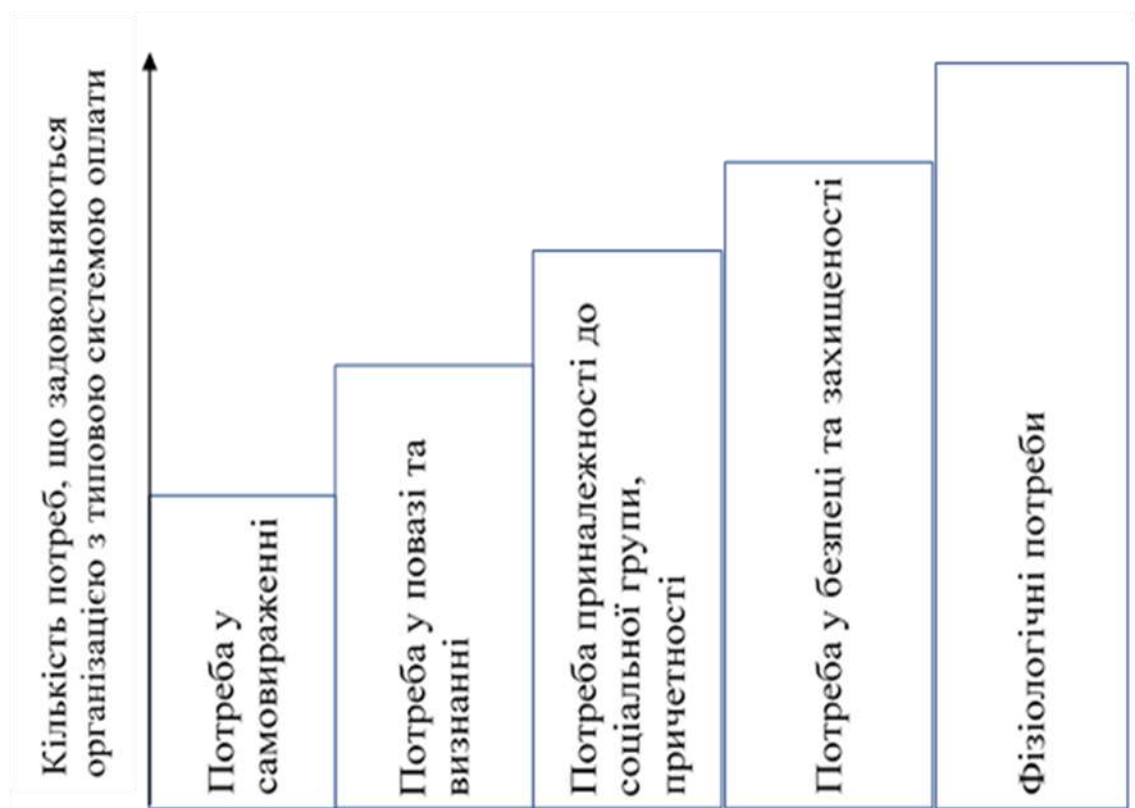 Кількість потреб, що задовольняються
організацією з типовою системою оплати
Потреба у
самовираженні
Потреба у повазі та
визнанні
Потреба приналежності до
соціальної групи,
причетності
Потреба у безпеці та захищеності
Фізіологічні потреби